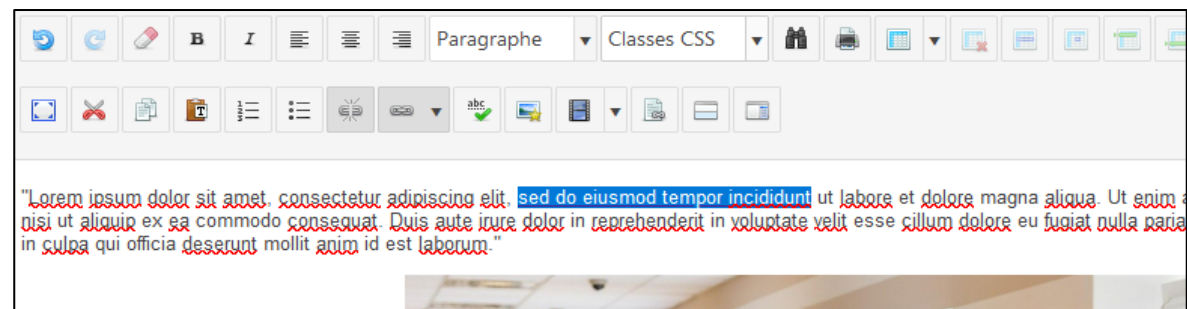 B I Paragraphe Classes CSS
T abc
"Lorem ipsum dolor sit amet, consectetur adipiscing elit, sed do eiusmod tempor incididunt ut labore et dolore magna aliqua. Ut enim a
nisi ut aliquip ex ea commodo consequat. Duis aute irure dolor in reprehenderit in voluptate velit esse cillum dolore eu fugiat nulla paria
in culpa qui officia deserunt mollit anim id est laborum."